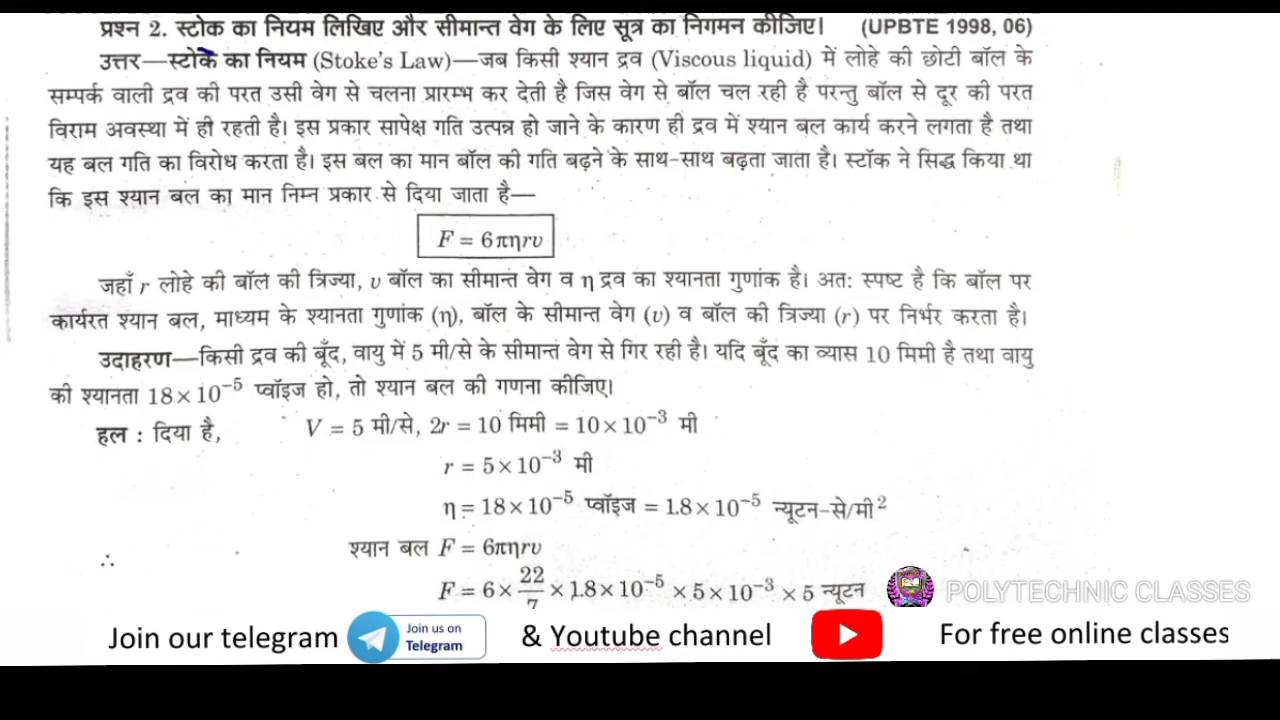 प्रश्न 2. स्टोक का नियम लिखिए और सीमान्त वेग के लिए सूत्र का निगमन कीजिए। (UPBTE 1998, 06)
उत्तर—स्टोक का नियम (Stoke's Law)—जब किसी श्यान द्रव (Viscous liquid) में लोहे की छोटी बॉल के
सम्पर्क वाली द्रव की परत उसी वेग से चलना प्रारम्भ कर देती है जिस वेग से बॉल चल रही है परन्तु बॉल से दूर की परत
विराम अवस्था में ही रहती है। इस प्रकार सापेक्ष गति उत्पन्न हो जाने के कारण ही द्रव में श्यान बल कार्य करने लगता है तथा
यह बल गति का विरोध करता है। इस बल का मान बॉल की गति बढ़ने के साथ-साथ बढ़ता जाता है। स्टॉक ने सिद्ध किया था
कि इस श्यान बल का मान निम्न प्रकार से दिया जाता है—
F = 6πηrυ
जहाँ r लोहे की बॉल की त्रिज्या, υ बॉल का सीमान्त वेग व η द्रव का श्यानता गुणांक है। अत: स्पष्ट है कि बॉल पर
कार्यरत श्यान बल, माध्यम के श्यानता गुणांक (η), बॉल के सीमान्त वेग (υ) व बॉल की त्रिज्या (r) पर निर्भर करता है।
उदाहरण—किसी द्रव की बूँद, वायु में 5 मी/से के सीमान्त वेग से गिर रही है। यदि बूँद का व्यास 10 मिमी है तथा वायु
की श्यानता 18×10⁻⁵ प्वॉइज हो, तो श्यान बल की गणना कीजिए।
हल : दिया है, V = 5 मी/से, 2r = 10 मिमी = 10×10⁻³ मी
r = 5×10⁻³ मी
η = 18×10⁻⁵ प्वॉइज = 1.8×10⁻⁵ न्यूटन-से/मी²
∴ श्यान बल F = 6πηrυ
F = 6 × 22/7 × 1.8×10⁻⁵ × 5×10⁻³ × 5 न्यूटन
POLYTECHNIC CLASSES
Join our telegram Join us on Telegram & Youtube channel For free online classes